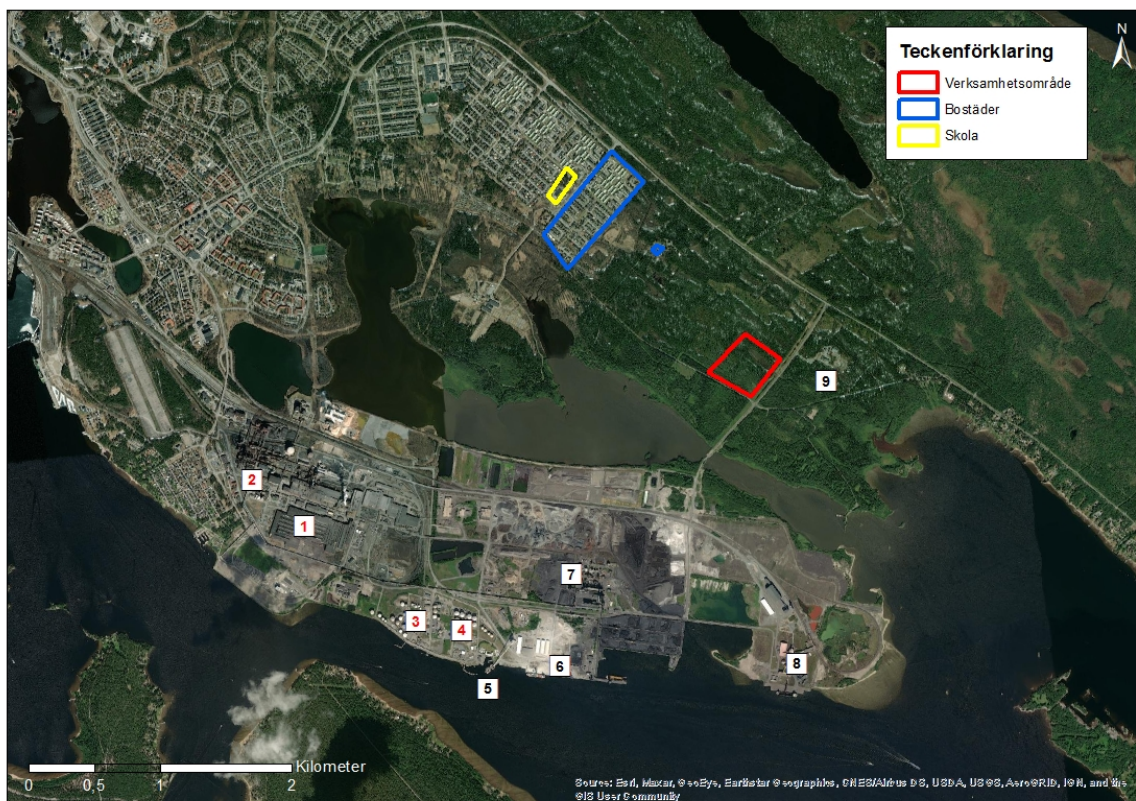 Teckenförklaring
Verksamhetsområde
Bostäder
Skola
N
9
2
1
7
3
4
6
8
5
0 0,5 1 2 Kilometer
Source: Esri, Maxar, GeoEye, Earthstar Geographics, CNES/Airbus DS, USDA, USGS, AeroGRID, IGN, and the
GIS User Community